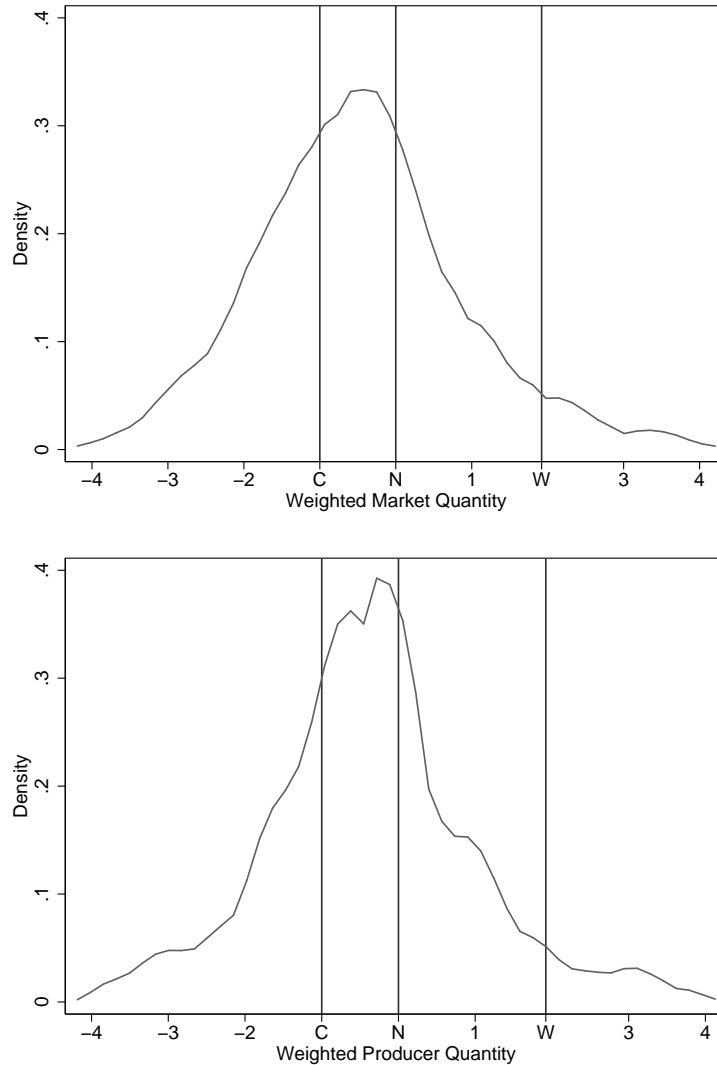 .4
.3
.2
.1
0
Density
−4 −3 −2 C N 1 W 3 4
Weighted Market Quantity
.4
.3
.2
.1
0
Density
−4 −3 −2 C N 1 W 3 4
Weighted Producer Quantity